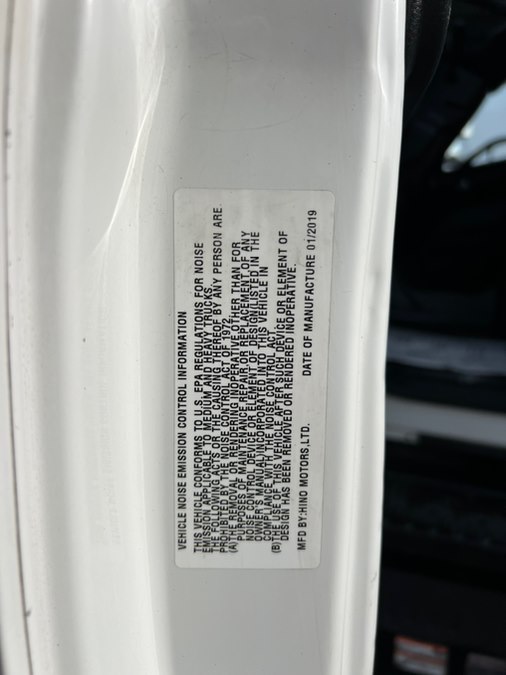 VEHICLE NOISE EMISSION CONTROL INFORMATION
THIS VEHICLE CONFORMS TO U.S. EPA REGULATIONS FOR NOISE
EMISSION APPLICABLE TO MEDIUM AND HEAVY TRUCKS.
THE FOLLOWING ACTS OR THE CAUSING THEREOF BY ANY PERSON ARE
PROHIBITED BY THE NOISE CONTROL ACT OF 1972.
(A)THE REMOVAL OR RENDERING INOPERATIVE, OTHER THAN FOR
PURPOSES OF MAINTENANCE, REPAIR, OR REPLACEMENT OF ANY
NOISE CONTROL DEVICE OR ELEMENT OF DESIGN(LISTED IN THE
OWNER'S MANUAL)INCORPORATED INTO THIS VEHICLE IN
COMPLIANCE WITH THE NOISE CONTROL ACT.
(B)THE USE OF THIS VEHICLE AFTER SUCH DEVICE OR ELEMENT OF
DESIGN HAS BEEN REMOVED OR RENDERED INOPERATIVE.
MFD BY:HINO MOTORS,LTD. DATE OF MANUFACTURE 01/2019